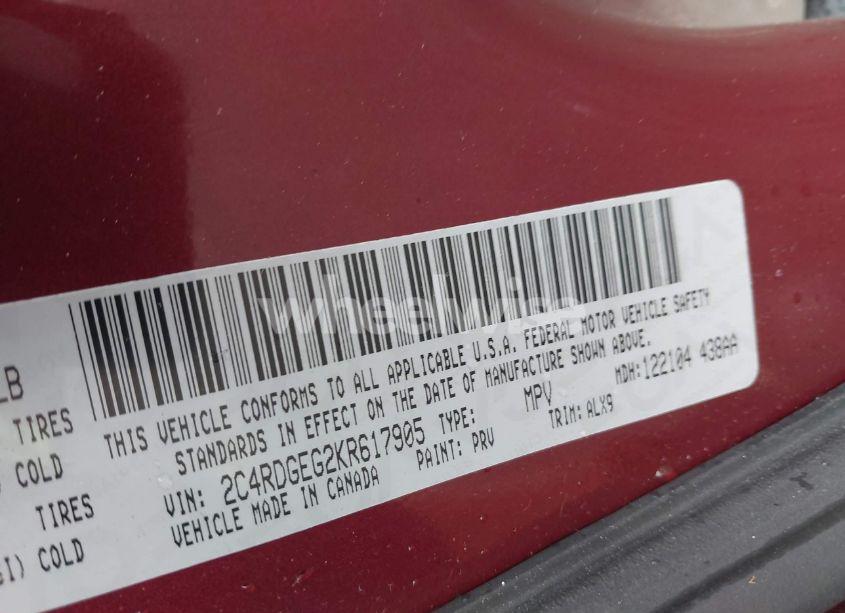 LB
TIRES
COLD
TIRES
SI) COLD
THIS VEHICLE CONFORMS TO ALL APPLICABLE U.S.A. FEDERAL MOTOR VEHICLE SAFETY
STANDARDS IN EFFECT ON THE DATE OF MANUFACTURE SHOWN ABOVE.
MDH:122104 438AA
VIN: 2C4RDGEG2KR617905 TYPE: MPV
VEHICLE MADE IN CANADA PAINT: PRV TRIM: ALX9
wheelwise